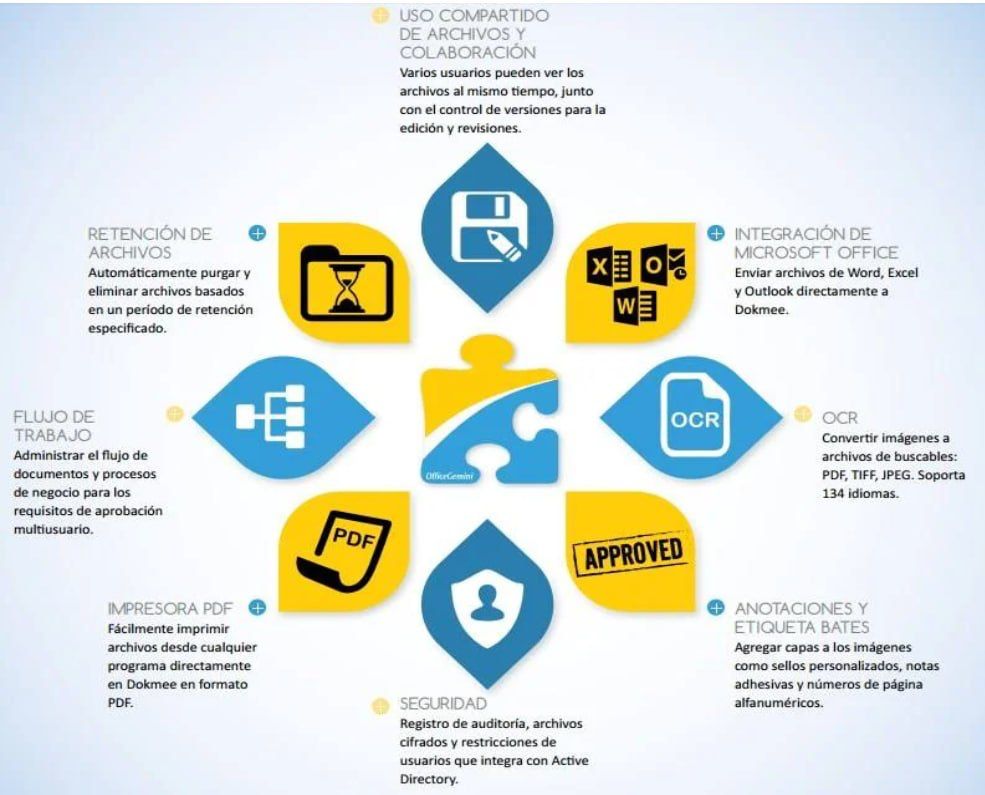 USO COMPARTIDO
DE ARCHIVOS Y
COLABORACIÓN
Varios usuarios pueden ver los
archivos al mismo tiempo, junto
con el control de versiones para la
edición y revisiones.
RETENCIÓN DE
ARCHIVOS
Automáticamente purgar y
eliminar archivos basados
en un período de retención
especificado.
X
O
W
INTEGRACIÓN DE
MICROSOFT OFFICE
Enviar archivos de Word, Excel
y Outlook directamente a
Dokmee.
FLUJO DE
TRABAJO
Administrar el flujo de
documentos y procesos
de negocio para los
requisitos de aprobación
multiusuario.
OfficeGemini
OCR
OCR
Convertir imágenes a
archivos de buscables:
PDF, TIFF, JPEG. Soporta
134 idiomas.
PDF
IMPRESORA PDF
Fácilmente imprimir
archivos desde cualquier
programa directamente
en Dokmee en formato
PDF.
APPROVED
ANOTACIONES Y
ETIQUETA BATES
Agregar capas a los imágenes
como sellos personalizados, notas
adhesivas y números de página
alfanuméricos.
SEGURIDAD
Registro de auditoría, archivos
cifrados y restricciones de
usuarios que integra con Active
Directory.